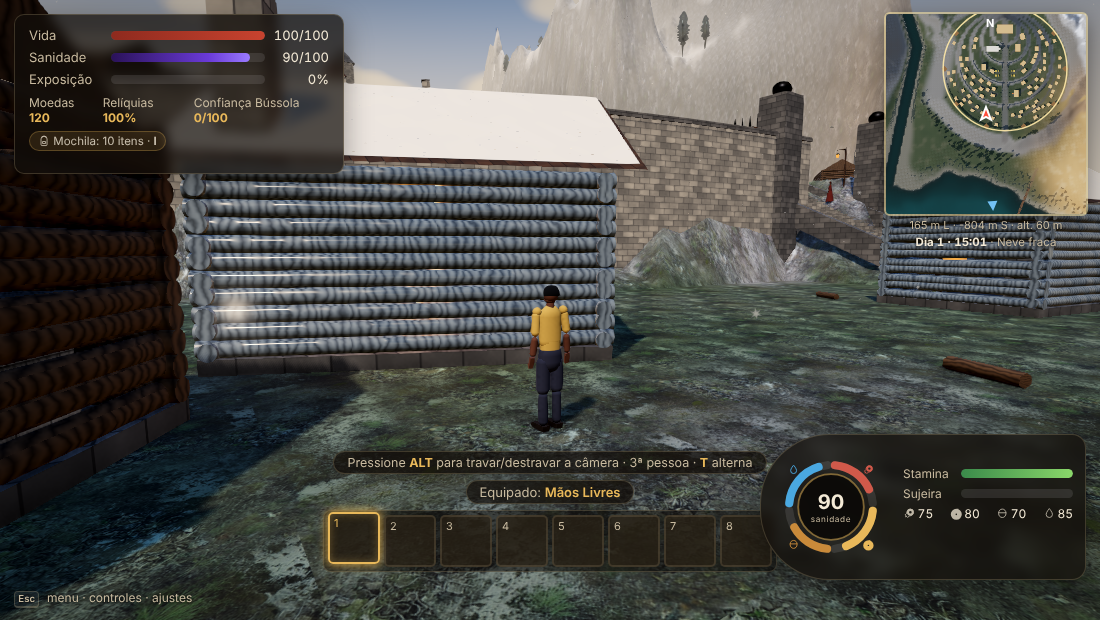 Vida 100/100
Sanidade 90/100
Exposição 0%
Moedas Relíquias Confiança Bússola
120 100% 0/100
Mochila: 10 itens · I
N
165 m L · -804 m S · alt. 60 m
Dia 1 · 15:01 · Neve fraca
Pressione ALT para travar/destravar a câmera · 3ª pessoa · T alterna
Equipado: Mãos Livres
1 2 3 4 5 6 7 8
90
sanidade
Stamina
Sujeira
75 80 70 85
Esc menu · controles · ajustes